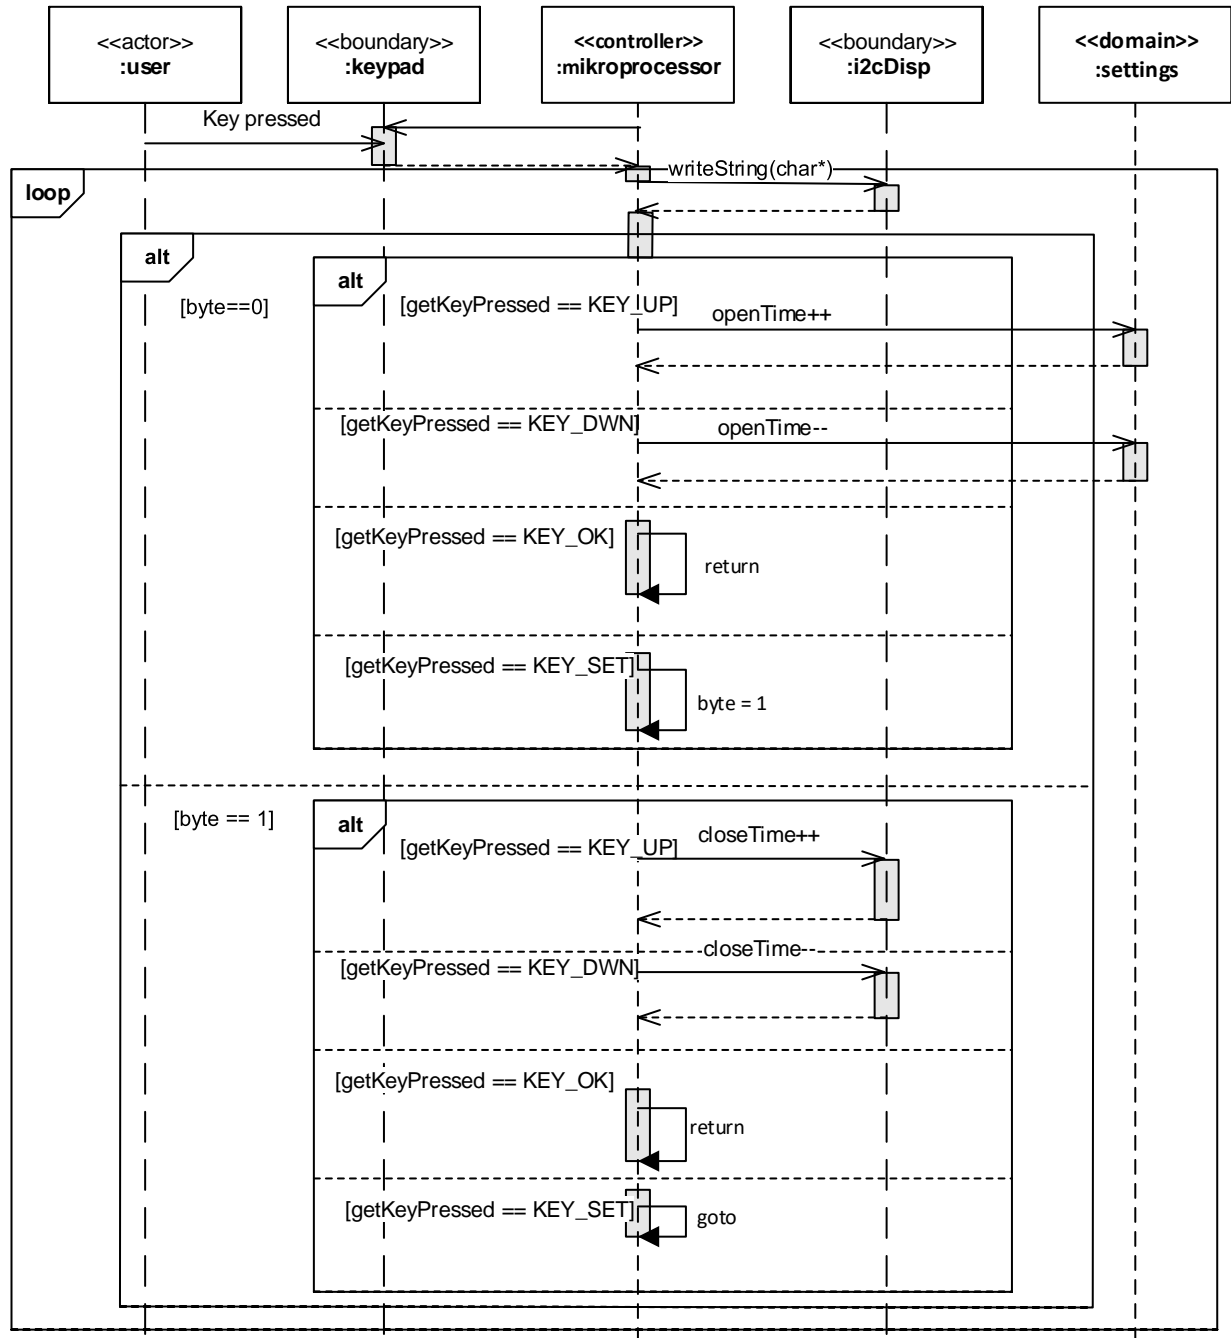 <<actor>>
:user
<<boundary>>
:keypad
<<controller>>
:mikroprocessor
<<boundary>>
:i2cDisp
<<domain>>
:settings
Key pressed
writeString(char*)
loop
alt
alt
[byte==0]
[getKeyPressed == KEY_UP]
openTime++
[getKeyPressed == KEY_DWN]
openTime--
[getKeyPressed == KEY_OK]
return
[getKeyPressed == KEY_SET]
byte = 1
[byte == 1]
alt
[getKeyPressed == KEY_UP]
closeTime++
[getKeyPressed == KEY_DWN]
closeTime--
[getKeyPressed == KEY_OK]
return
[getKeyPressed == KEY_SET]
goto